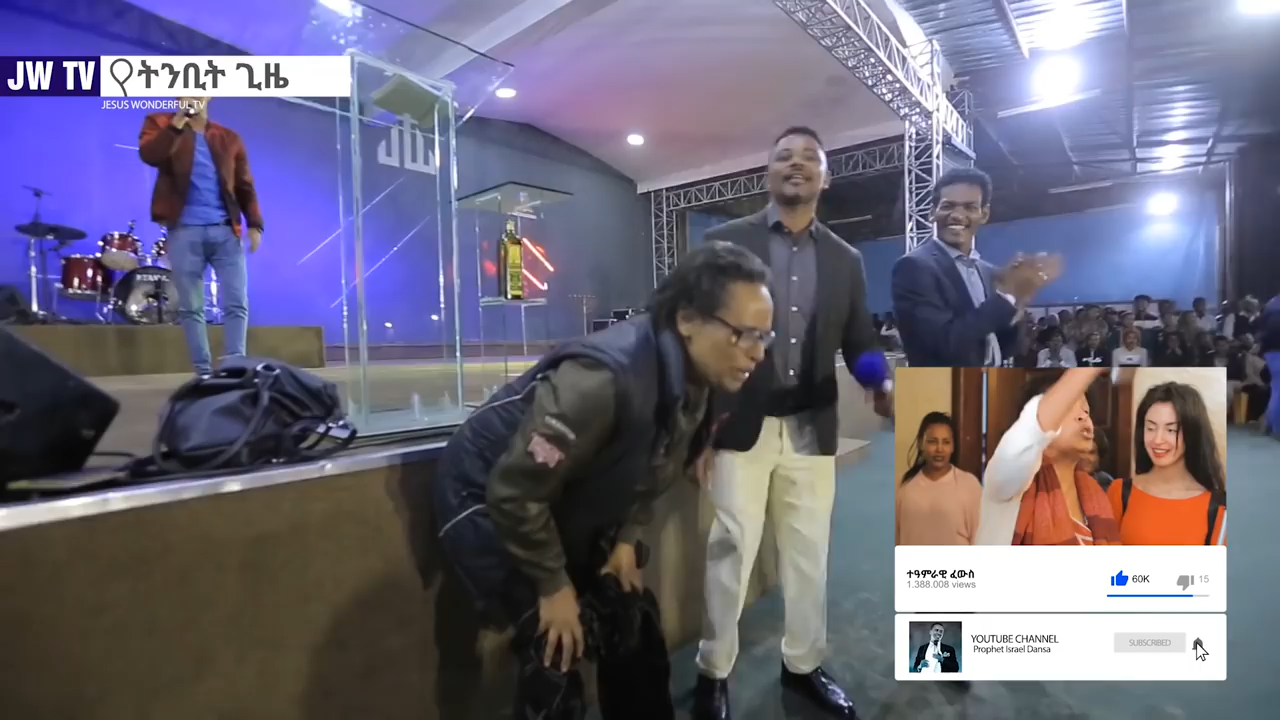 JW TV
ትንቢት ጊዜ
JESUS WONDERFUL TV
JW
ተዓምራዊ ፈውስ
1.388.008 views
60K
15
YOUTUBE CHANNEL
Prophet Israel Dansa
SUBSCRIBED